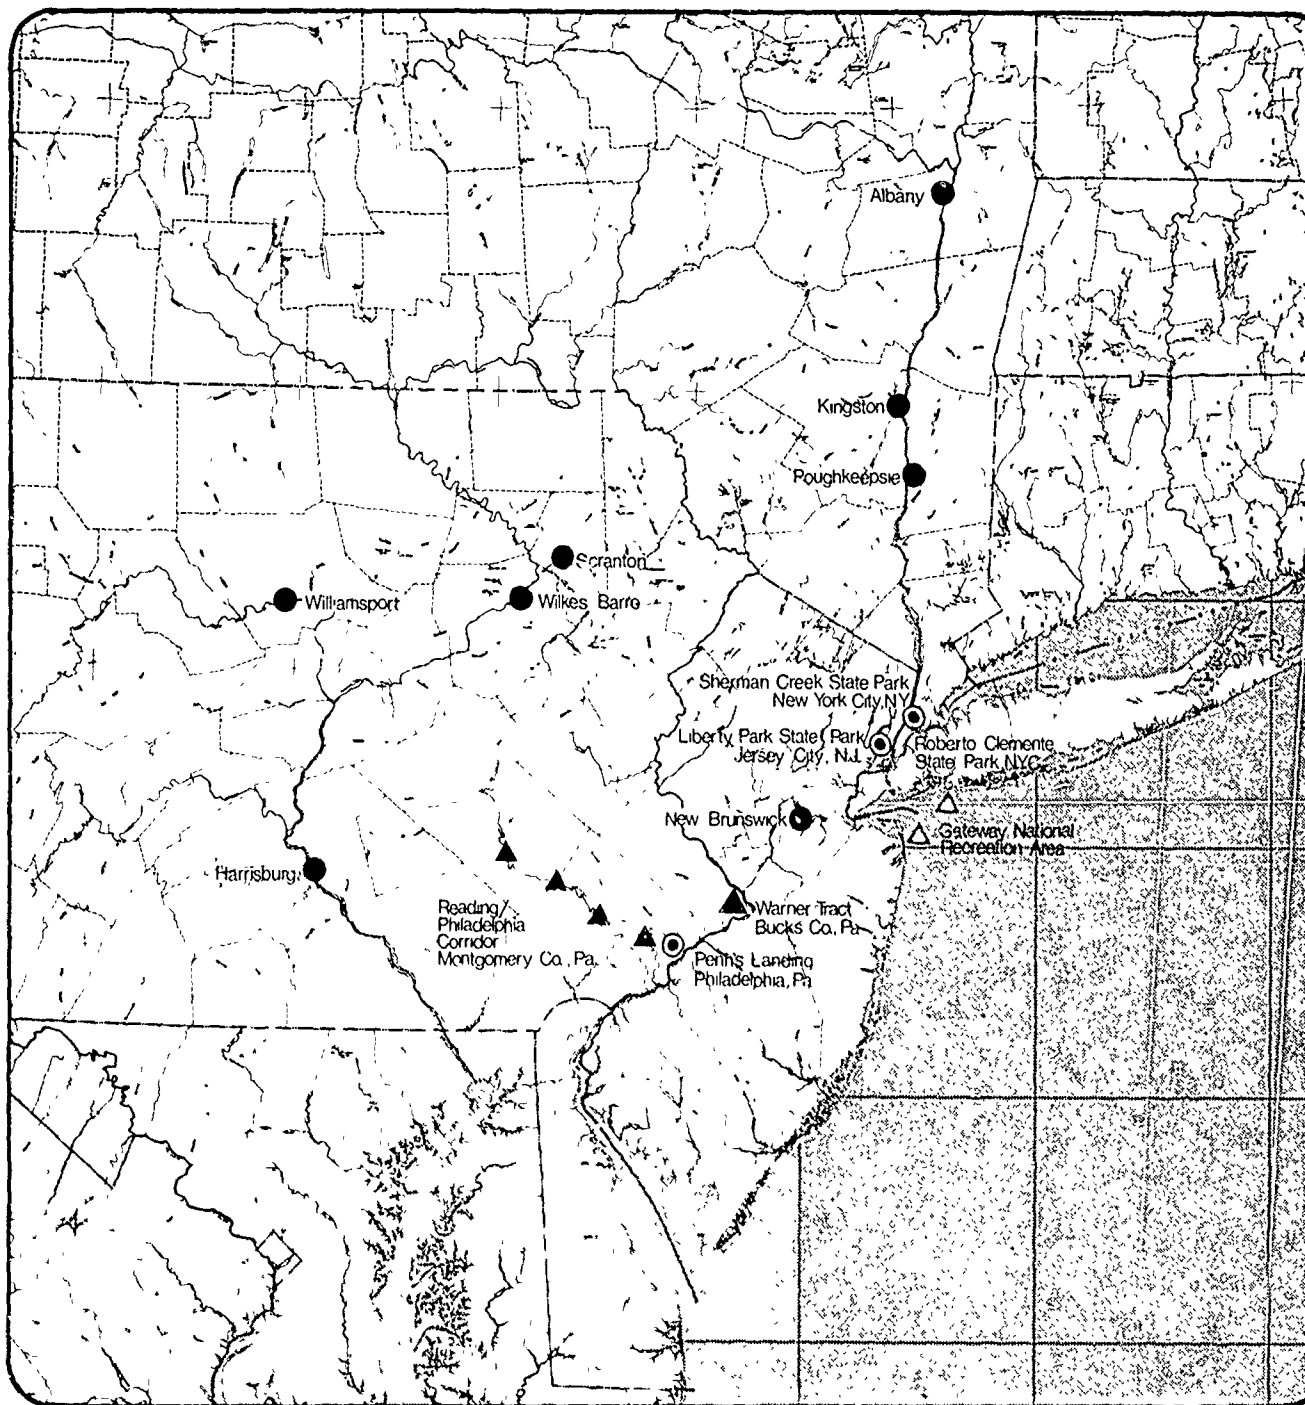 Albany
Kingston
Poughkeepsie
Scranton
Williamsport
Wilkes Barre
Sherman Creek State Park
New York City, NY
Liberty Park State Park
Jersey City, N.J.
Roberto Clemente
State Park, NYC
New Brunswick
Gateway National
Recreation Area
Harrisburg
Reading/
Philadelphia
Corridor
Montgomery Co., Pa.
Warner Tract
Bucks Co., Pa
Penn's Landing
Philadelphia, Pa